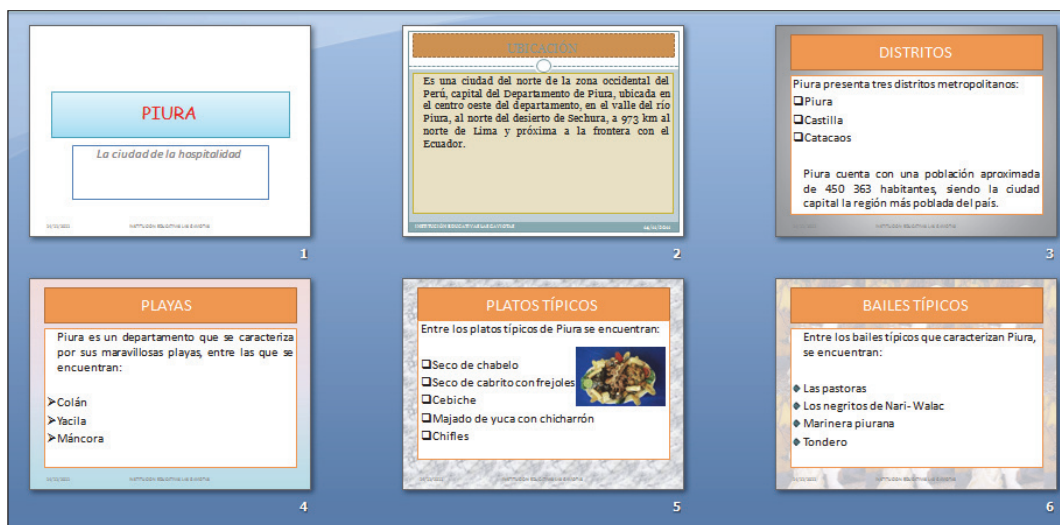 PIURA
La ciudad de la hospitalidad
1
UBICACIÓN
Es una ciudad del norte de la zona occidental del
Perú, capital del Departamento de Piura, ubicada en
el centro oeste del departamento, en el valle del río
Piura, al norte del desierto de Sechura, a 973 km al
norte de Lima y próxima a la frontera con el
Ecuador.
2
DISTRITOS
Piura presenta tres distritos metropolitanos:
Piura
Castilla
Catacaos
Piura cuenta con una población aproximada
de 450 363 habitantes, siendo la ciudad
capital la región más poblada del país.
3
PLAYAS
Piura es un departamento que se caracteriza
por sus maravillosas playas, entre las que se
encuentran:
Colán
Yacila
Máncora
4
PLATOS TÍPICOS
Entre los platos típicos de Piura se encuentran:
Seco de chabelo
Seco de cabrito con frejoles
Cebiche
Majado de yuca con chicharrón
Chifles
5
BAILES TÍPICOS
Entre los bailes típicos que caracterizan Piura,
se encuentran:
Las pastoras
Los negritos de Nari- Walac
Marinera piurana
Tondero
6